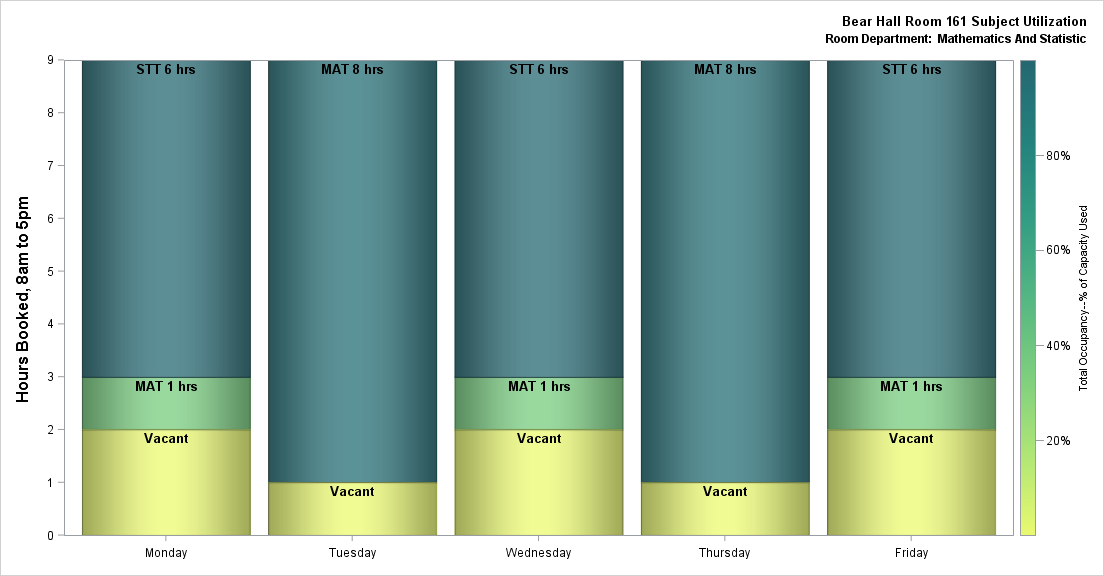 Bear Hall Room 161 Subject Utilization
Room Department: Mathematics And Statistic
Hours Booked, 8am to 5pm
9
8
7
6
5
4
3
2
1
0
STT 6 hrs
MAT 8 hrs
STT 6 hrs
MAT 8 hrs
STT 6 hrs
MAT 1 hrs
MAT 1 hrs
MAT 1 hrs
Vacant
Vacant
Vacant
Vacant
Vacant
Monday
Tuesday
Wednesday
Thursday
Friday
80%
60%
40%
20%
Total Occupancy--% of Capacity Used